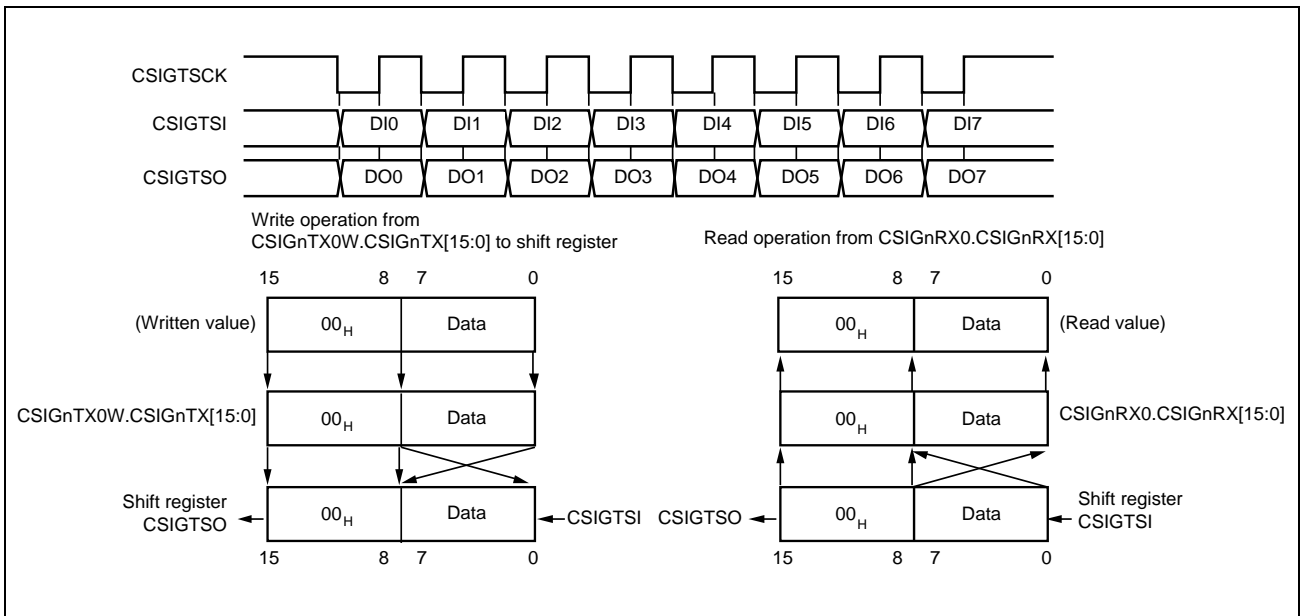 CSIGTSCK
CSIGTSI DI0 DI1 DI2 DI3 DI4 DI5 DI6 DI7
CSIGTSO DO0 DO1 DO2 DO3 DO4 DO5 DO6 DO7
Write operation from
CSIGnTX0W.CSIGnTX[15:0] to shift register
15 8 7 0
(Written value) 00H Data
CSIGnTX0W.CSIGnTX[15:0] 00H Data
Shift register
CSIGTSO 00H Data CSIGTSI
15 8 7 0
Read operation from CSIGnRX0.CSIGnRX[15:0]
15 8 7 0
00H Data (Read value)
00H Data CSIGnRX0.CSIGnRX[15:0]
Shift register
CSIGTSO 00H Data CSIGTSI
15 8 7 0